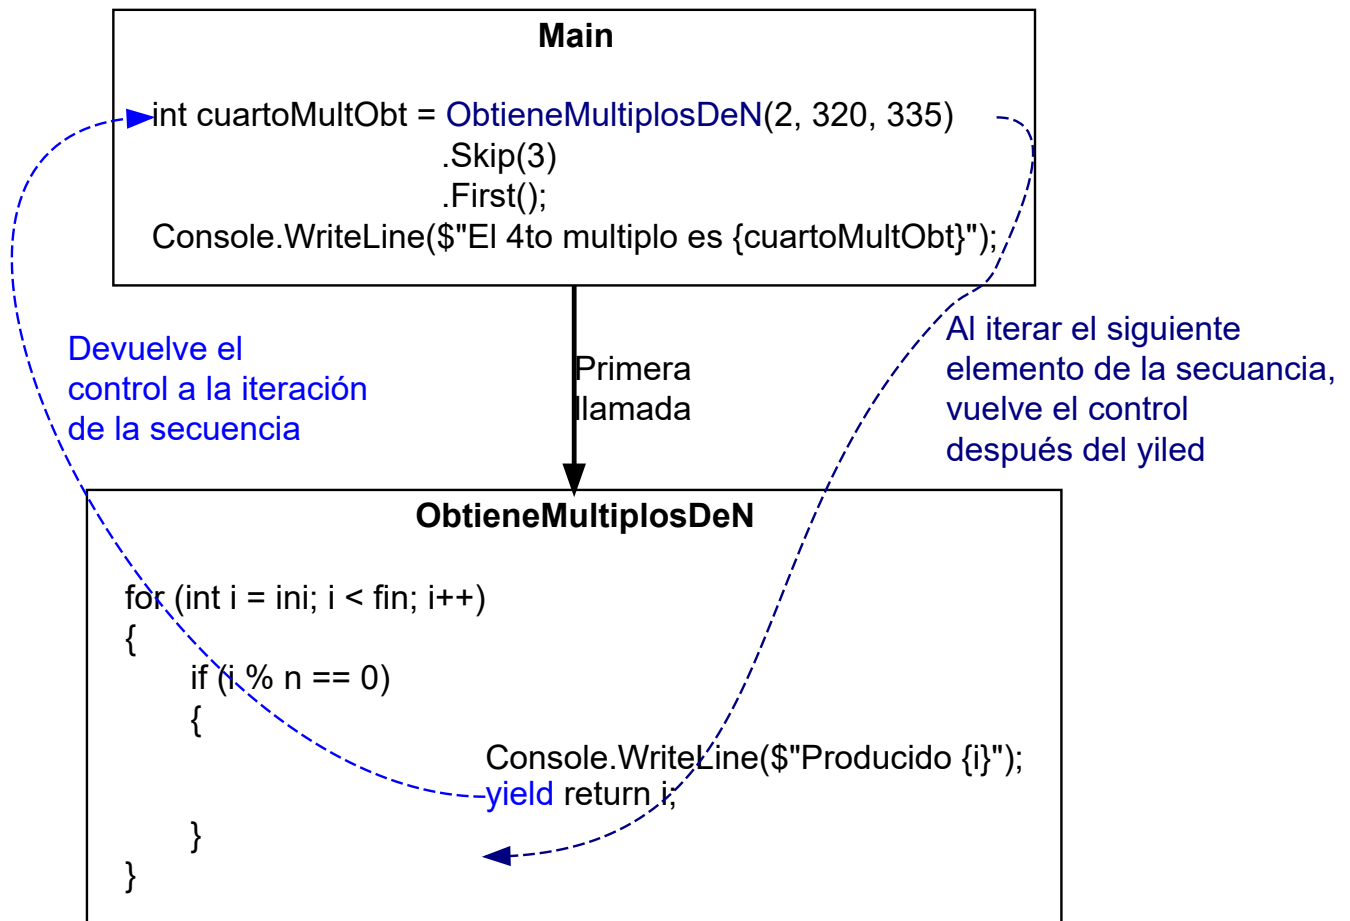 Main
int cuartoMultObt = ObtieneMultiplosDeN(2, 320, 335)
.Skip(3)
.First();
Console.WriteLine($"El 4to multiplo es {cuartoMultObt}");
Devuelve el
control a la iteración
de la secuencia
Primera
llamada
Al iterar el siguiente
elemento de la secuancia,
vuelve el control
después del yiled
ObtieneMultiplosDeN
for (int i = ini; i < fin; i++)
{
if (i % n == 0)
{
Console.WriteLine($"Producido {i}");
yield return i;
}
}